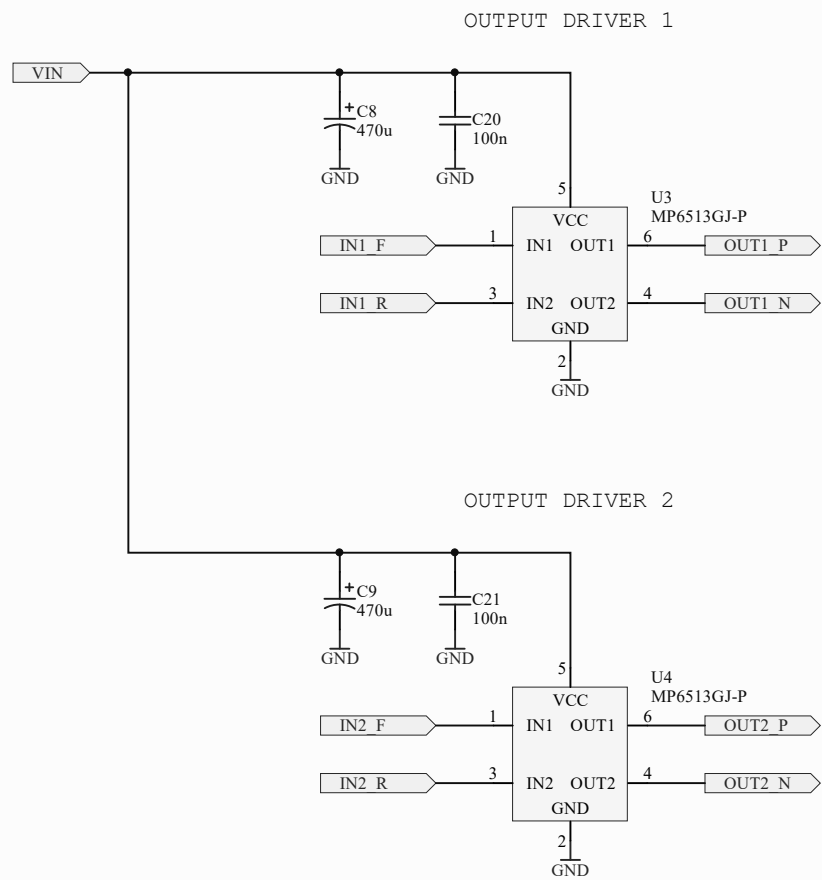 OUTPUT DRIVER 1
VIN
+ C8
470u
C20
100n
GND
GND
5
U3
MP6513GJ-P
VCC
IN1_F
1
IN1
OUT1
6
OUT1_P
IN1_R
3
IN2
OUT2
4
OUT1_N
GND
2
GND
OUTPUT DRIVER 2
+ C9
470u
C21
100n
GND
GND
5
U4
MP6513GJ-P
VCC
IN2_F
1
IN1
OUT1
6
OUT2_P
IN2_R
3
IN2
OUT2
4
OUT2_N
GND
2
GND